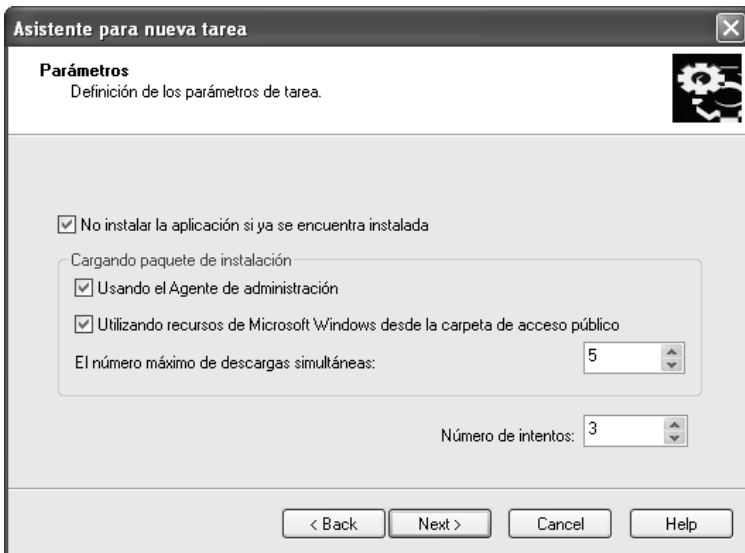 Asistente para nueva tarea
Parámetros
Definición de los parámetros de tarea.
No instalar la aplicación si ya se encuentra instalada
Cargando paquete de instalación
Usando el Agente de administración
Utilizando recursos de Microsoft Windows desde la carpeta de acceso público
El número máximo de descargas simultáneas: 5
Número de intentos: 3
< Back Next > Cancel Help